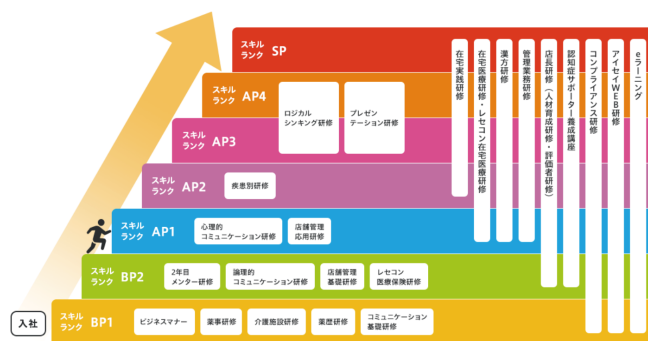 スキル
ランク SP
スキル
ランク AP4
ロジカル
シンキング研修
プレゼン
テーション研修
スキル
ランク AP3
スキル
ランク AP2
疾患別研修
スキル
ランク AP1
心理的
コミュニケーション研修
店舗管理
応用研修
スキル
ランク BP2
2年目
メンター研修
論理的
コミュニケーション研修
店舗管理
基礎研修
レセコン
医療保険研修
入社
スキル
ランク BP1
ビジネスマナー
薬事研修
介護施設研修
薬歴研修
コミュニケーション
基礎研修
在宅実践研修
在宅医療研修・レセコン在宅医療研修
漢方研修
管理業務研修
店長研修（人材育成研修・評価者研修）
認知症サポーター養成講座
コンプライアンス研修
アイセイWEB研修
eラーニング